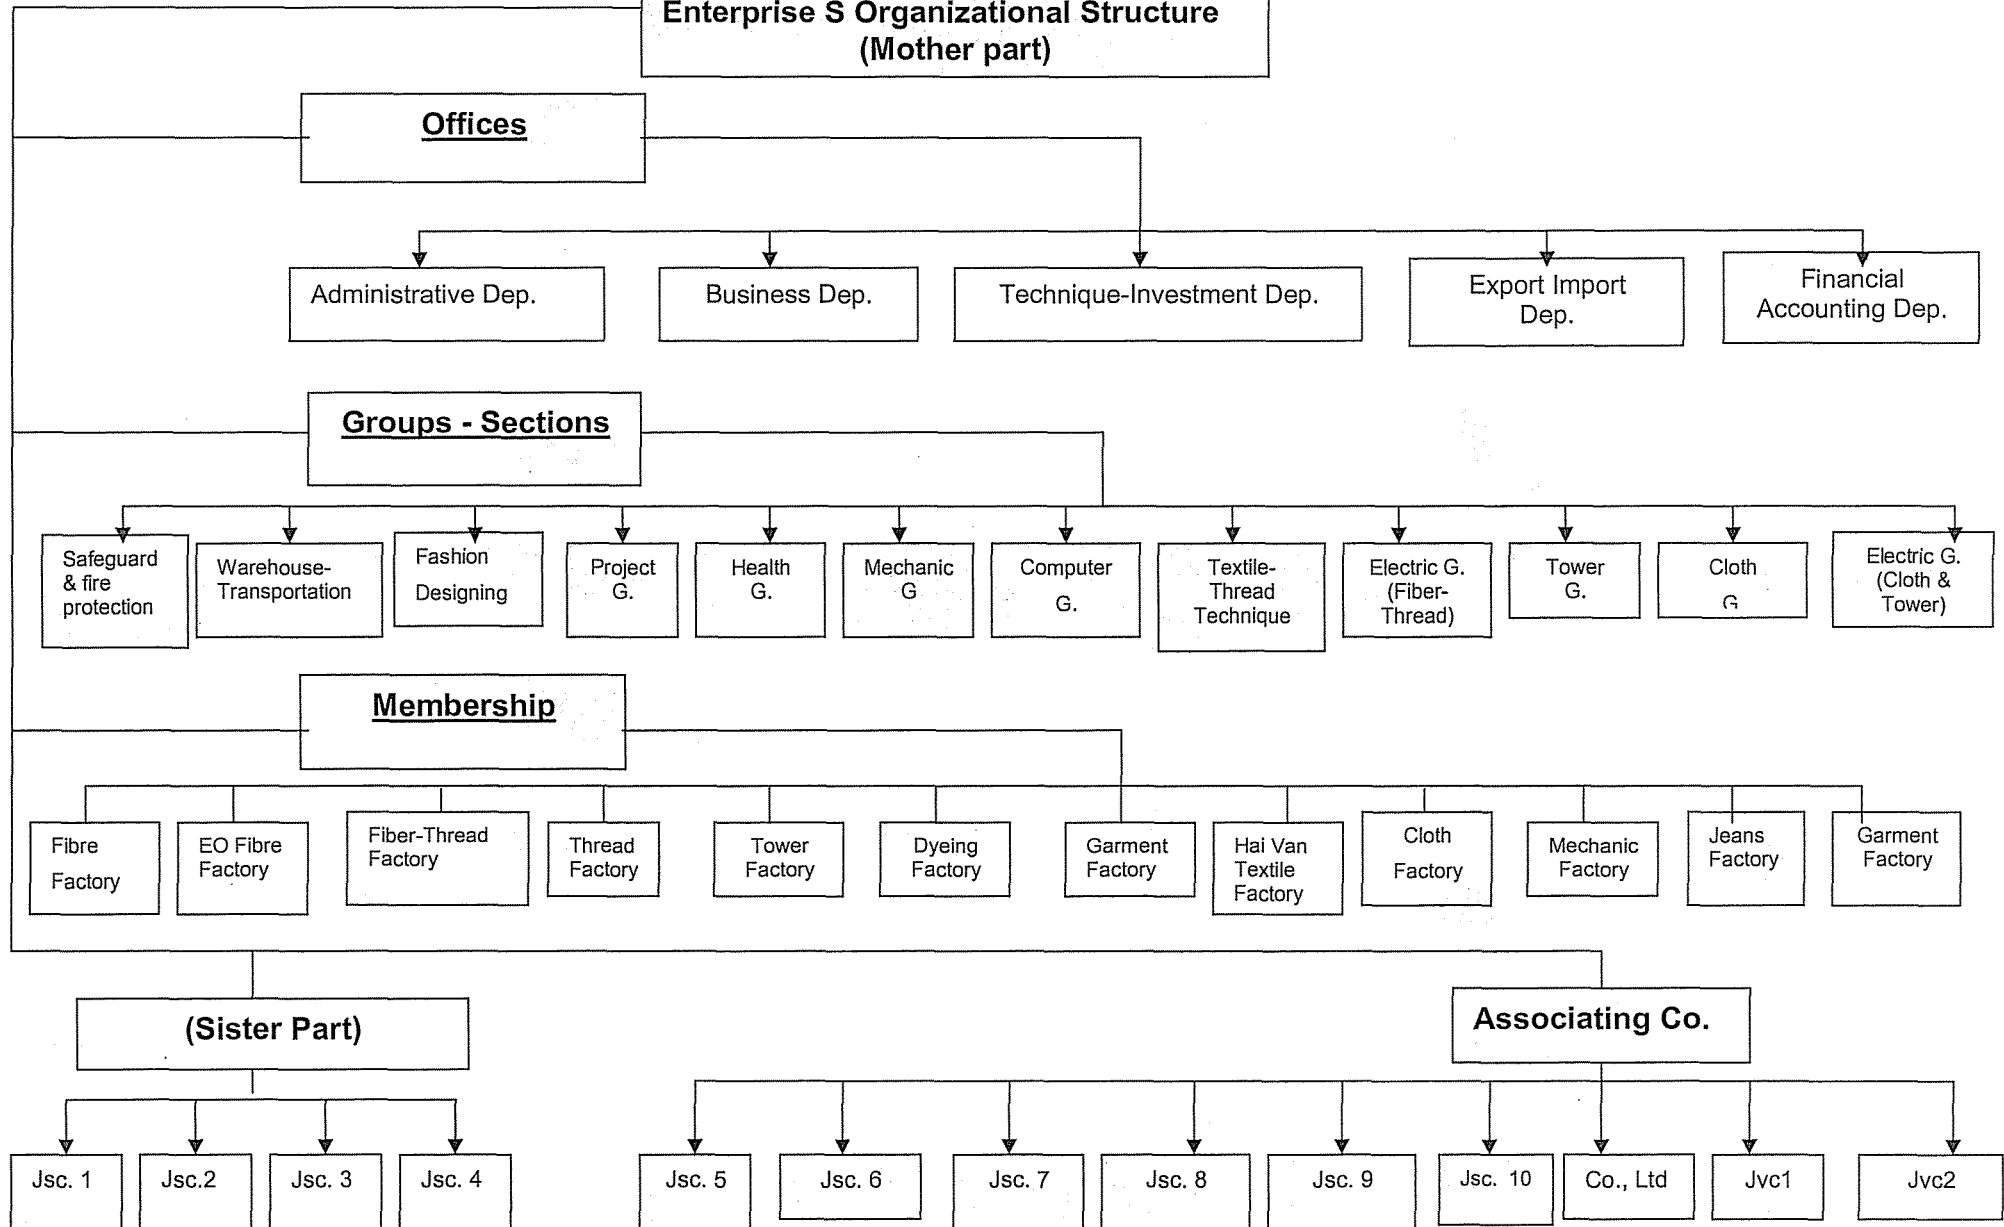 Enterprise S Organizational Structure
(Mother part)
Offices
Administrative Dep.
Business Dep.
Technique-Investment Dep.
Export Import
Dep.
Financial
Accounting Dep.
Groups - Sections
Safeguard
& fire
protection
Warehouse-
Transportation
Fashion
Designing
Project
G.
Health
G.
Mechanic
G
Computer
G.
Textile-
Thread
Technique
Electric G.
(Fiber-
Thread)
Tower
G.
Cloth
G
Electric G.
(Cloth &
Tower)
Membership
Fibre
Factory
EO Fibre
Factory
Fiber-Thread
Factory
Thread
Factory
Tower
Factory
Dyeing
Factory
Garment
Factory
Hai Van
Textile
Factory
Cloth
Factory
Mechanic
Factory
Jeans
Factory
Garment
Factory
(Sister Part)
Associating Co.
Jsc. 1
Jsc.2
Jsc. 3
Jsc. 4
Jsc. 5
Jsc. 6
Jsc. 7
Jsc. 8
Jsc. 9
Jsc. 10
Co., Ltd
Jvc1
Jvc2